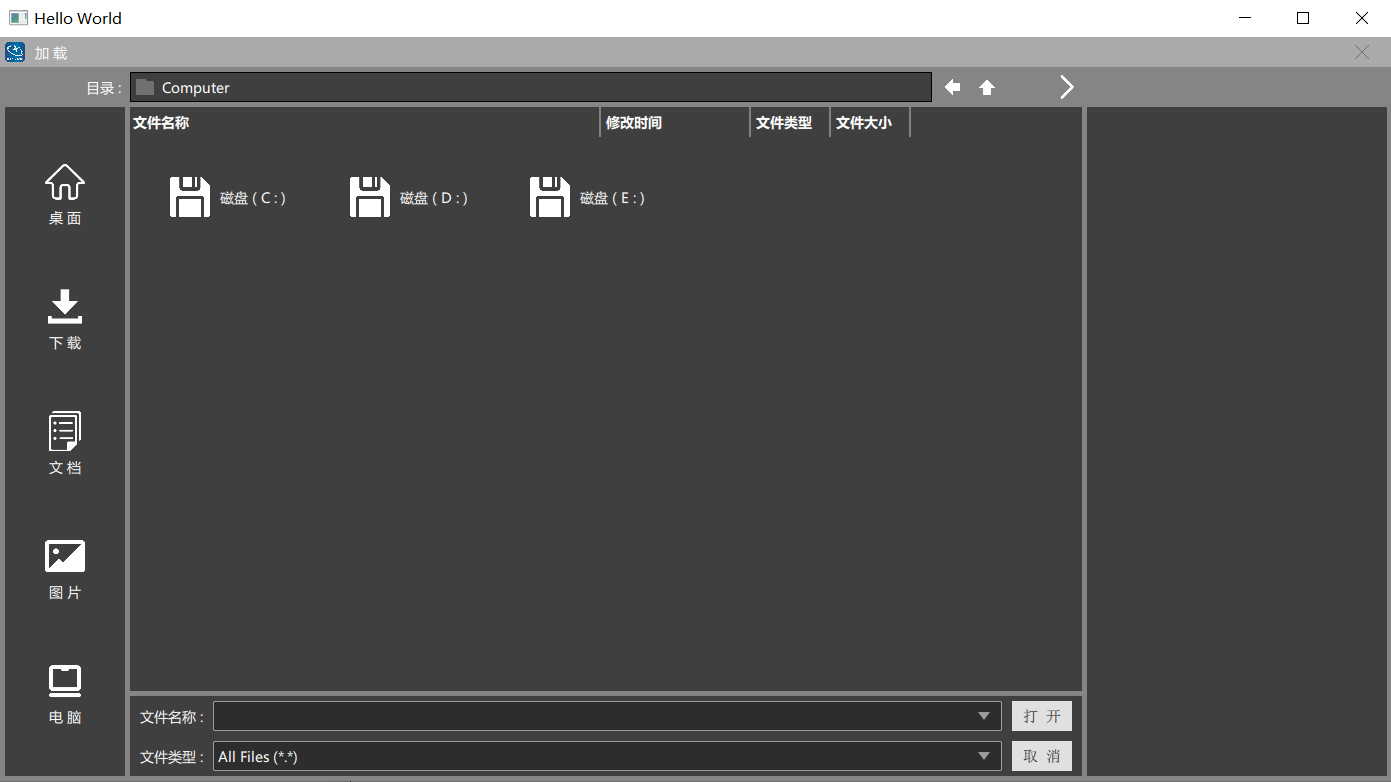 Hello World
加 载
目录 :
Computer
文件名称
修改时间
文件类型
文件大小
桌 面
磁盘 ( C : )
磁盘 ( D : )
磁盘 ( E : )
下 载
文 档
图 片
电 脑
文件名称 :
打 开
文件类型 :
All Files (*.*)
取 消